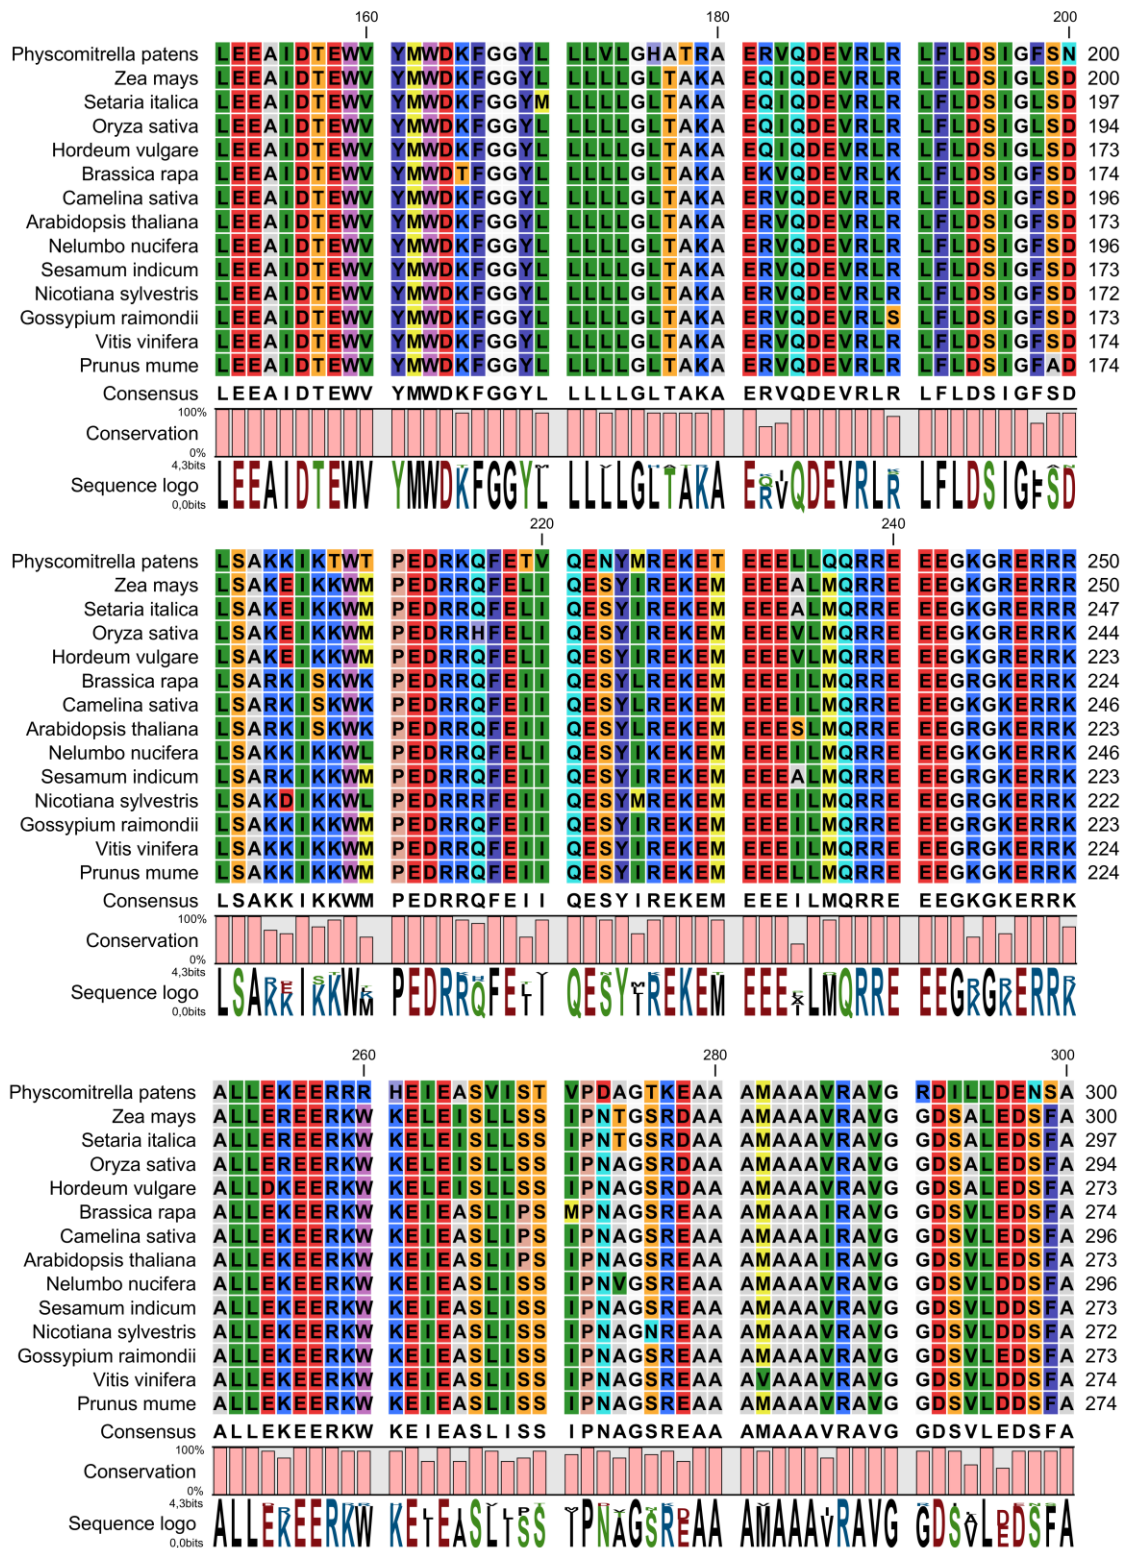 160 180 200
Physcomitrella patens LEEAIDTEWV YMWDKFGGYL LLVLGHATRA ERVQDEVRLR LFLDSIGFSN 200
Zea mays LEEAIDTEWV YMWDKFGGYL LLLLGLTAKA EQIQDEVRLR LFLDSIGLSD 200
Setaria italica LEEAIDTEWV YMWDKFGGYM LLLLGLTAKA EQIQDEVRLR LFLDSIGLSD 197
Oryza sativa LEEAIDTEWV YMWDKFGGYL LLLLGLTAKA EQIQDEVRLR LFLDSIGLSD 194
Hordeum vulgare LEEAIDTEWV YMWDKFGGYL LLLLGLTAKA EQIQDEVRLR LFLDSIGLSD 173
Brassica rapa LEEAIDTEWV YMWDTFGGYL LLLLGLTAKA EKVQDEVRLK LFLDSIGFSD 174
Camelina sativa LEEAIDTEWV YMWDKFGGYL LLLLGLTAKA ERVQDEVRLR LFLDSIGFSD 196
Arabidopsis thaliana LEEAIDTEWV YMWDKFGGYL LLLLGLTAKA ERVQDEVRLR LFLDSIGFSD 173
Nelumbo nucifera LEEAIDTEWV YMWDKFGGYL LLLLGLTAKA ERVQDEVRLR LFLDSIGFSD 196
Sesamum indicum LEEAIDTEWV YMWDKFGGYL LLLLGLTAKA ERVQDEVRLR LFLDSIGFSD 173
Nicotiana sylvestris LEEAIDTEWV YMWDKFGGYL LLLLGLTAKA ERVQDEVRLR LFLDSIGFSD 172
Gossypium raimondii LEEAIDTEWV YMWDKFGGYL LLLLGLTAKA ERVQDEVRLS LFLDSIGFSD 173
Vitis vinifera LEEAIDTEWV YMWDKFGGYL LLLLGLTAKA ERVQDEVRLR LFLDSIGFSD 174
Prunus mume LEEAIDTEWV YMWDKFGGYL LLLLGLTAKA ERVQDEVRLR LFLDSIGFAD 174
Consensus LEEAIDTEWV YMWDKFGGYL LLLLGLTAKA ERVQDEVRLR LFLDSIGFSD
100%
Conservation
0%
4,3bits
Sequence logo LEEAIDTEWV YMWDKFGGYL LLLLGLTAKA ERVQDEVRLR LFLDSIGFSD
0,0bits
220 240
Physcomitrella patens LSAKKIKTWT PEDRKQFETV QENYMREKET EEELLQQRRE EEGKGRERRR 250
Zea mays LSAKEIKKWM PEDRRQFELI QESYIREKEM EEEALMQRRE EEGKGRERRK 250
Setaria italica LSAKEIKKWM PEDRRQFELI QESYIREKEM EEEALMQRRE EEGKGRERRK 247
Oryza sativa LSAKEIKKWM PEDRRHFELI QESYIREKEM EEEVLMQRRE EEGKGRERRK 244
Hordeum vulgare LSAKEIKKWM PEDRRQFELI QESYIREKEM EEEVLMQRRE EEGKGRERRK 223
Brassica rapa LSARKISKWK PEDRRQFEII QESYLREKEM EEEILMQRRE EEGRGKERRK 224
Camelina sativa LSARKISKWK PEDRRQFEII QESYLREKEM EEEILMQRRE EEGKGKERRK 246
Arabidopsis thaliana LSARKISKWK PEDRRQFEII QESYLREKEM EEESLMQRRE EEGRGKERRK 223
Nelumbo nucifera LSAKKIKKWL PEDRRQFELI QESYIREKEM EEEILMQRRE EEGRGKERRK 246
Sesamum indicum LSARKIKKWM PEDRRQFEII QESYIREKEM EEEALMQRRE EEGRGKERRK 223
Nicotiana sylvestris LSAKDIKKWL PEDRRRFEII QESYMREKEM EEEILMQRRE EEGRGKERRK 222
Gossypium raimondii LSAKKIKKWM PEDRRQFEII QESYIREKEM EEEILMQRRE EEGRGKERRK 223
Vitis vinifera LSAKKIKKWM PEDRRQFEII QESYIREKEM EEEILMQRRE EEGRGKERRK 224
Prunus mume LSAKKIKKWM PEDRRQFEII QESYIREKEM EEELLMQRRE EEGRGKERRK 224
Consensus LSAKKIKKWM PEDRRQFEII QESYIREKEM EEEILMQRRE EEGKGKERRK
100%
Conservation
0%
4,3bits
Sequence logo
0,0bits
260 280 300
Physcomitrella patens ALLEKEERRR HEIEASVIST VPDAGTKEAA AMAAAVRAVG RDILLDENSA 300
Zea mays ALLEREERKW KELEISLLSS IPNTGSRDAA AMAAAVRAVG GDSALEDSFA 300
Setaria italica ALLEREERKW KELEISLLSS IPNTGSRDAA AMAAAVRAVG GDSALEDSFA 297
Oryza sativa ALLEREERKW KELEISLLSS IPNAGSRDAA AMAAAVRAVG GDSALEDSFA 294
Hordeum vulgare ALLDKEERKW KELEISLLSS IPNAGSRDAA AMAAAVRAVG GDSALEDSFA 273
Brassica rapa ALLEKEERKW KEIEASLIPS MPNAGSREAA AMAAAIRAVG GDSVLEDSFA 274
Camelina sativa ALLEKEERKW KEIEASLIPS IPNAGSREAA AMAAAIRAVG GDSVLEDSFA 296
Arabidopsis thaliana ALLEKEERKW KEIEASLIPS IPNAGSREAA AMAAAIRAVG GDSVLEDSFA 273
Nelumbo nucifera ALLEKEERKW KEIEASLISS IPNVGSREAA AMAAAVRAVG GDSVLDDSFA 296
Sesamum indicum ALLEKEERKW KEIEASLISS IPNAGSREAA AMAAAVRAVG GDSVLDDSFA 273
Nicotiana sylvestris ALLEKEERKW KEIEASLISS IPNAGNREAA AMAAAVRAVG GDSVLDDSFA 272
Gossypium raimondii ALLEKEERKW KEIEASLISS IPNAGSREAA AMAAAVRAVG GDSVLEDSFA 273
Vitis vinifera ALLEKEERKW KEIEASLISS IPNAGSREAA AVAAAVRAVG GDSVLDDSFA 274
Prunus mume ALLEKEERKW KEIEASLISS IPNAGSREAA AMAAAVRAVG GDSVLDDSFA 274
Consensus ALLEKEERKW KEIEASLISS IPNAGSREAA AMAAAVRAVG GDSVLEDSFA
100%
Conservation
0%
4,3bits
Sequence logo
0,0bits